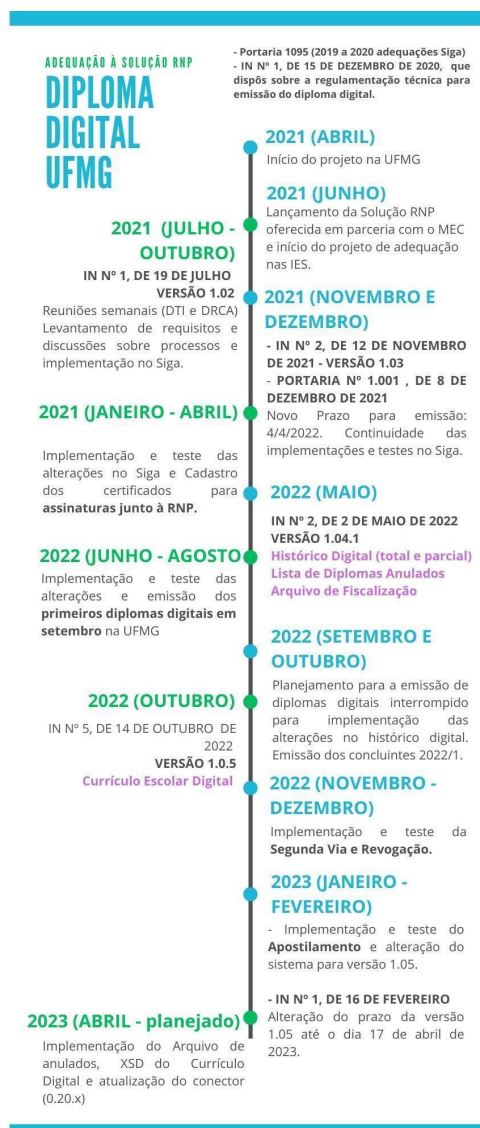 ADEQUAÇÃO À SOLUÇÃO RNP
DIPLOMA
DIGITAL
UFMG
- Portaria 1095 (2019 a 2020 adequações Siga)
- IN Nº 1, DE 15 DE DEZEMBRO DE 2020, que
dispôs sobre a regulamentação técnica para
emissão do diploma digital.
2021 (ABRIL)
Início do projeto na UFMG
2021 (JUNHO)
Lançamento da Solução RNP
oferecida em parceria com o MEC
e início do projeto de adequação
nas IES.
2021 (JULHO -
OUTUBRO)
IN Nº 1, DE 19 DE JULHO
VERSÃO 1.02
Reuniões semanais (DTI e DRCA)
Levantamento de requisitos e
discussões sobre processos e
implementação no Siga.
2021 (NOVEMBRO E
DEZEMBRO)
- IN Nº 2, DE 12 DE NOVEMBRO
DE 2021 - VERSÃO 1.03
- PORTARIA Nº 1.001 , DE 8 DE
DEZEMBRO DE 2021
Novo Prazo para emissão:
4/4/2022. Continuidade das
implementações e testes no Siga.
2021 (JANEIRO - ABRIL)
Implementação e teste das
alterações no Siga e Cadastro
dos certificados para
assinaturas junto à RNP.
2022 (MAIO)
IN Nº 2, DE 2 DE MAIO DE 2022
VERSÃO 1.04.1
Histórico Digital (total e parcial)
Lista de Diplomas Anulados
Arquivo de Fiscalização
2022 (JUNHO - AGOSTO
Implementação e teste das
alterações e emissão dos
primeiros diplomas digitais em
setembro na UFMG
2022 (SETEMBRO E
OUTUBRO)
Planejamento para a emissão de
diplomas digitais interrompido
para implementação das
alterações no histórico digital.
Emissão dos concluintes 2022/1.
2022 (OUTUBRO)
IN Nº 5, DE 14 DE OUTUBRO DE
2022
VERSÃO 1.0.5
Currículo Escolar Digital
2022 (NOVEMBRO -
DEZEMBRO)
Implementação e teste da
Segunda Via e Revogação.
2023 (JANEIRO -
FEVEREIRO)
- Implementação e teste do
Apostilamento e alteração do
sistema para versão 1.05.
- IN Nº 1, DE 16 DE FEVEREIRO
Alteração do prazo da versão
1.05 até o dia 17 de abril de
2023.
2023 (ABRIL - planejado)
Implementação do Arquivo de
anulados, XSD do Currículo
Digital e atualização do conector
(0.20.x)